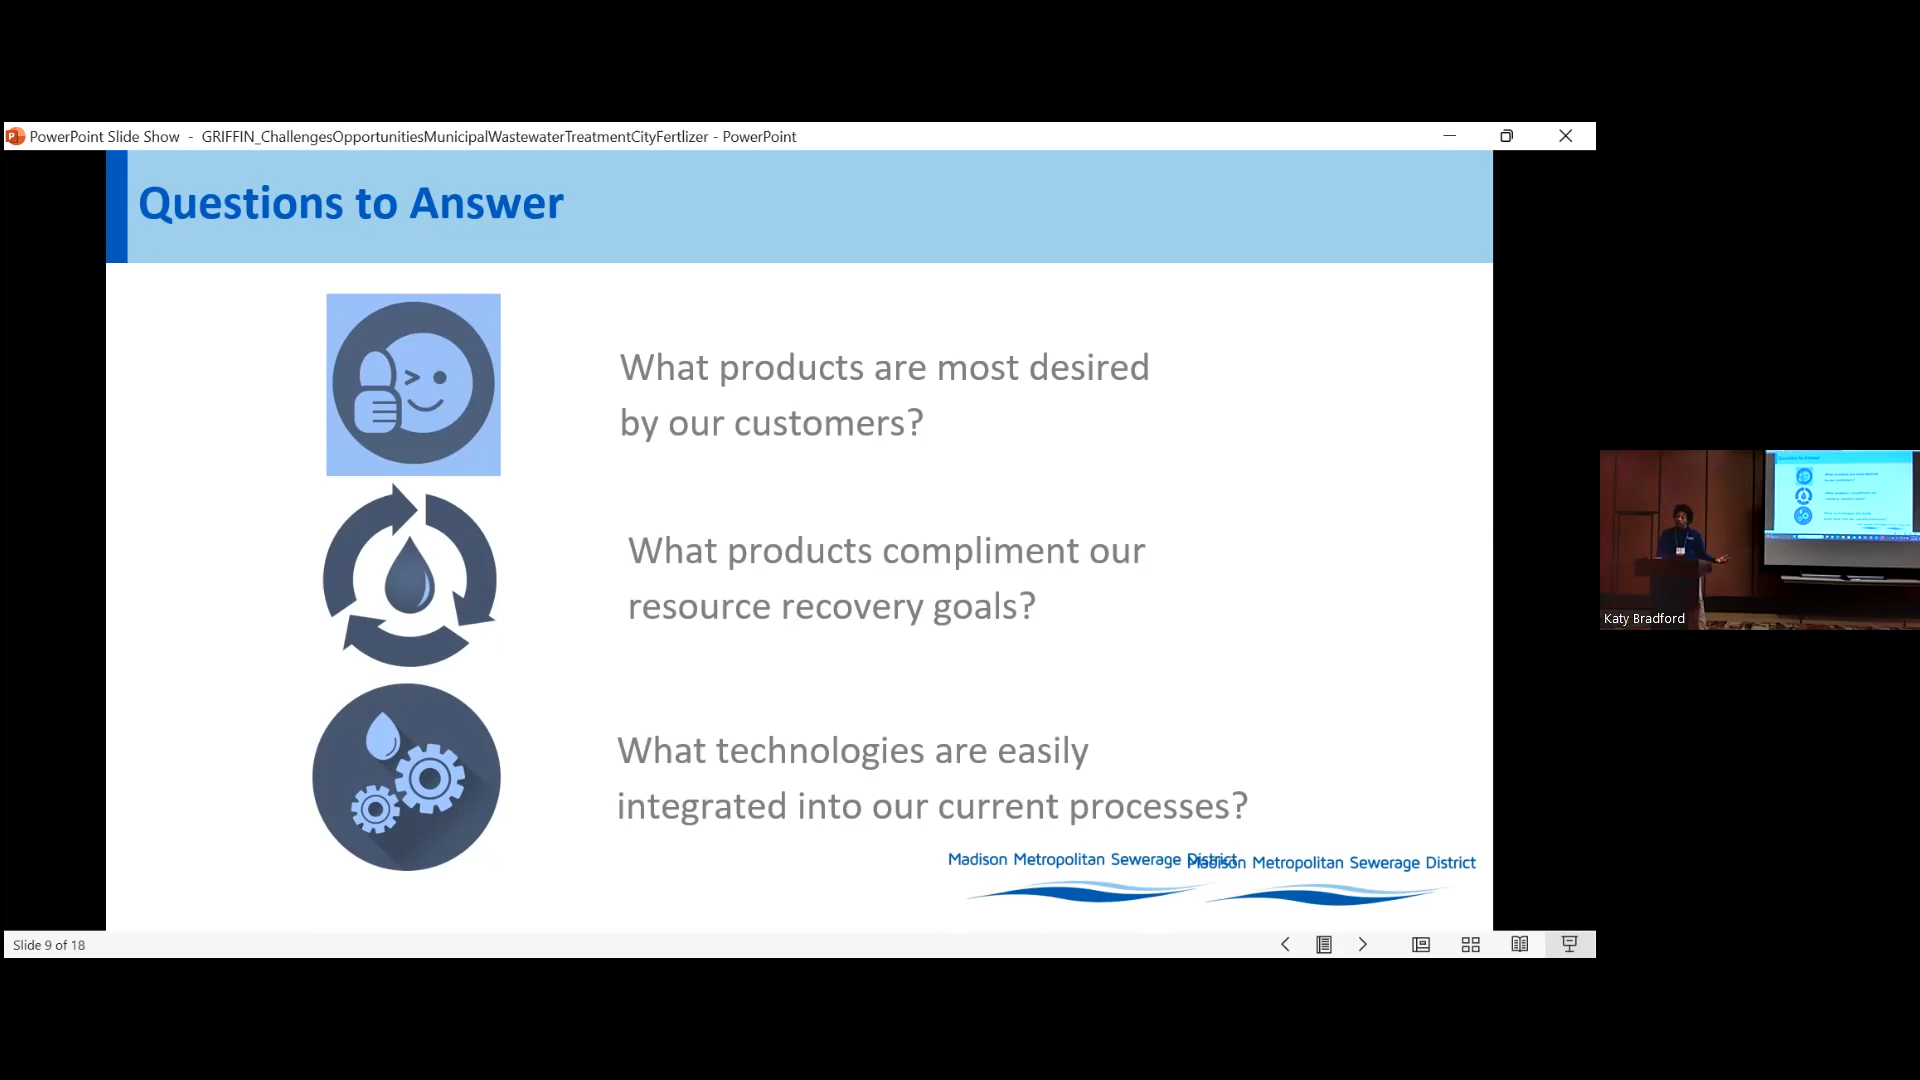 PowerPoint Slide Show - GRIFFIN_ChallengesOpportunitiesMunicipalWastewaterTreatmentCityFertlizer - PowerPoint
Questions to Answer
What products are most desired
by our customers?
What products compliment our
resource recovery goals?
What technologies are easily
integrated into our current processes?
Madison Metropolitan Sewerage District
Madison Metropolitan Sewerage District
Slide 9 of 18
Katy Bradford